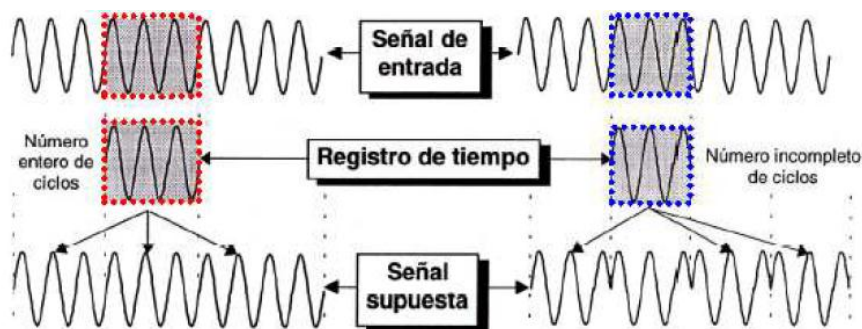 Señal de
entrada
Número
entero de
ciclos
Registro de tiempo
Número incompleto
de ciclos
Señal
supuesta